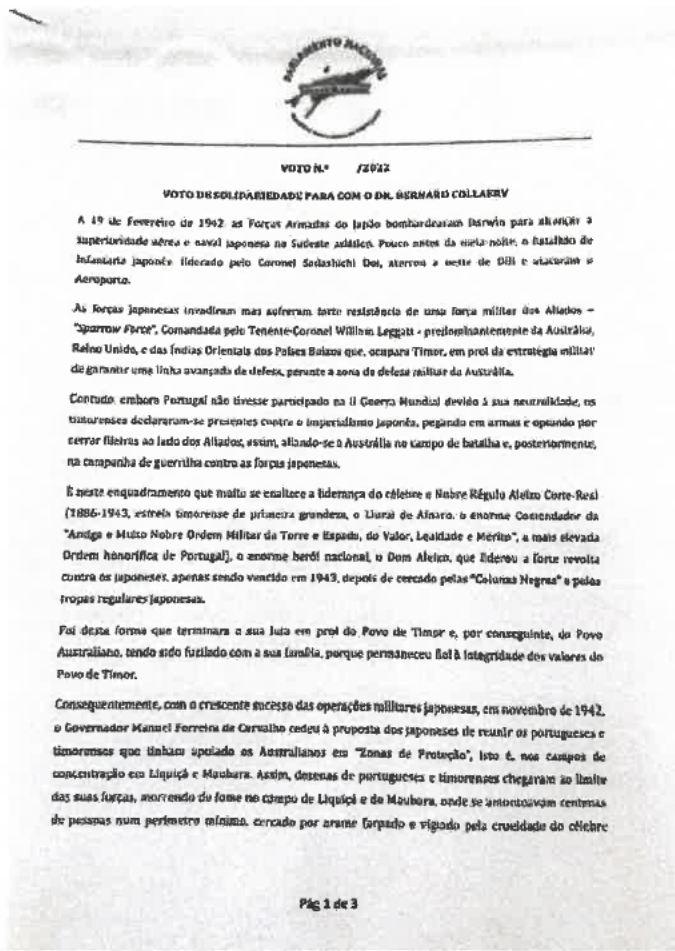 PARLAMENTO NACIONAL
VOTO N.º /2022
VOTO DE SOLIDARIEDADE PARA COM O DR. BERNARD COLLAERY
A 19 de Fevereiro de 1942 as Forças Armadas do Japão bombardearam Darwin para alcançar a
superioridade aérea e naval japonesa no Sudeste asiático. Pouco antes da meia-noite, o Batalhão de
Infantaria japonês liderado pelo Coronel Sadashichi Doi, aterrou a oeste de Díli e atacaram o
Aeroporto.
As forças japonesas invadiram mas sofreram forte resistência de uma força militar dos Aliados –
"Sparrow Force", Comandada pelo Tenente-Coronel William Leggatt - predominantemente da Austrália,
Reino Unido, e das Índias Orientais dos Países Baixos que, ocupara Timor, em prol da estratégia militar
de garantir uma linha avançada de defesa, perante a zona de defesa militar da Austrália.
Contudo, embora Portugal não tivesse participado na II Guerra Mundial devido à sua neutralidade, os
timorenses declararam-se presentes contra o imperialismo japonês, pegando em armas e optando por
cerrar fileiras ao lado dos Aliados, assim, aliando-se à Austrália no campo de batalha e, posteriormente,
na campanha de guerrilha contra as forças japonesas.
É neste enquadramento que muito se enaltece a liderança do célebre e Nobre Régulo Aleixo Corte-Real
(1886-1943, estrela timorense de primeira grandeza, o Liurai de Ainaro, o enorme Comendador da
"Antiga e Muito Nobre Ordem Militar da Torre e Espada, do Valor, Lealdade e Mérito", a mais elevada
Ordem honorífica de Portugal), o enorme herói nacional, o Dom Aleixo, que liderou a forte revolta
contra os japoneses, apenas sendo vencido em 1943, depois de cercado pelas "Colunas Negras" e pelas
tropas regulares japonesas.
Foi desta forma que terminara a sua luta em prol do Povo de Timor e, por conseguinte, do Povo
Australiano, tendo sido fuzilado com a sua família, porque permaneceu fiel à integridade dos valores do
Povo de Timor.
Consequentemente, com o crescente sucesso das operações militares japonesas, em novembro de 1942,
o Governador Manuel Ferreira de Carvalho cedeu à proposta dos japoneses de reunir os portugueses e
timorenses que tinham apoiado os Australianos em "Zonas de Proteção", isto é, nos campos de
concentração em Liquiçá e Maubara. Assim, dezenas de portugueses e timorenses chegaram ao limite
das suas forças, morrendo de fome no campo de Liquiçá e de Maubara, onde se amontoavam centenas
de pessoas num perímetro mínimo, cercado por arame farpado e vigiado pela crueldade do célebre
Pág 1 de 3